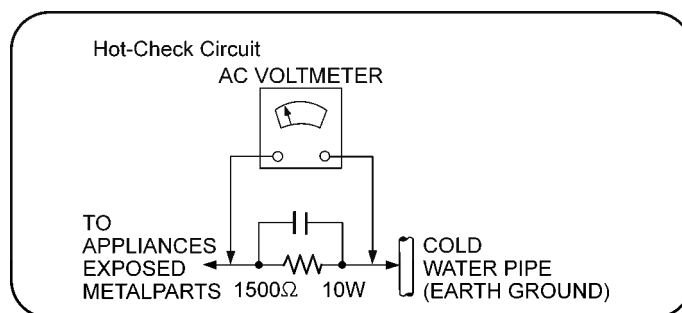 Hot-Check Circuit
AC VOLTMETER
TO
APPLIANCES
EXPOSED
METALPARTS
1500Ω
10W
COLD
WATER PIPE
(EARTH GROUND)